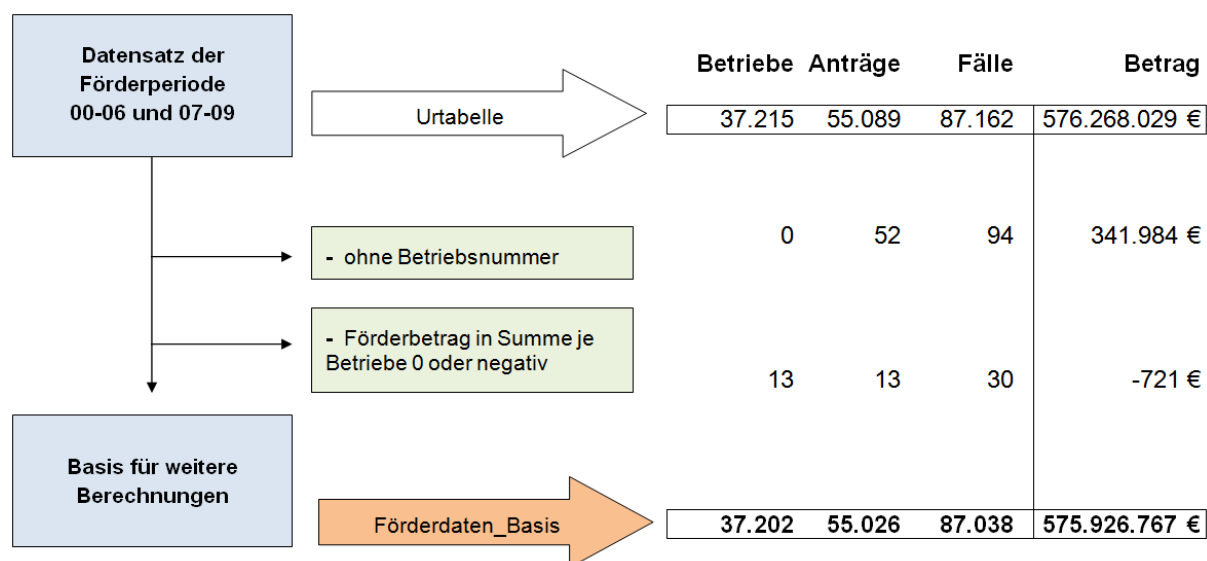 Datensatz der
Förderperiode
00-06 und 07-09
Urtabelle
Betriebe Anträge Fälle Betrag
37.215 55.089 87.162 576.268.029 €
- ohne Betriebsnummer
0 52 94 341.984 €
- Förderbetrag in Summe je
Betriebe 0 oder negativ
13 13 30 -721 €
Basis für weitere
Berechnungen
Förderdaten_Basis
37.202 55.026 87.038 575.926.767 €